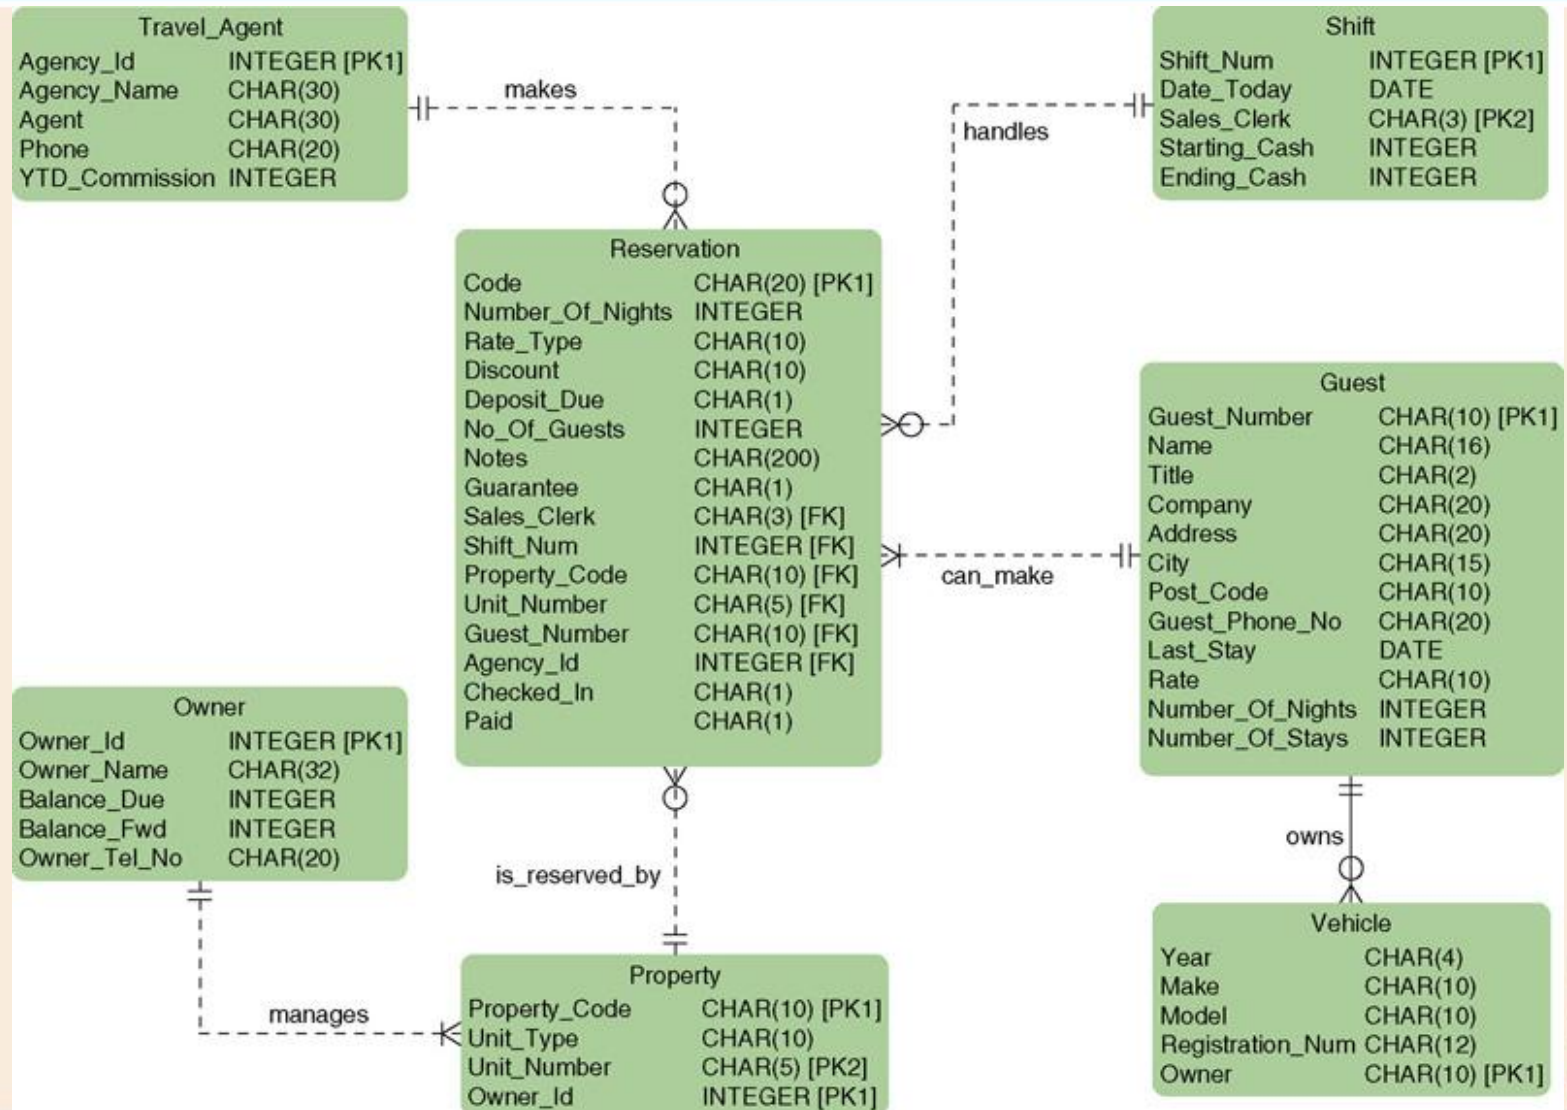 Travel_Agent
Agency_Id INTEGER [PK1]
Agency_Name CHAR(30)
Agent CHAR(30)
Phone CHAR(20)
YTD_Commission INTEGER
makes
Shift
Shift_Num INTEGER [PK1]
Date_Today DATE
Sales_Clerk CHAR(3) [PK2]
Starting_Cash INTEGER
Ending_Cash INTEGER
handles
Reservation
Code CHAR(20) [PK1]
Number_Of_Nights INTEGER
Rate_Type CHAR(10)
Discount CHAR(10)
Deposit_Due CHAR(1)
No_Of_Guests INTEGER
Notes CHAR(200)
Guarantee CHAR(1)
Sales_Clerk CHAR(3) [FK]
Shift_Num INTEGER [FK]
Property_Code CHAR(10) [FK]
Unit_Number CHAR(5) [FK]
Guest_Number CHAR(10) [FK]
Agency_Id INTEGER [FK]
Checked_In CHAR(1)
Paid CHAR(1)
can_make
Guest
Guest_Number CHAR(10) [PK1]
Name CHAR(16)
Title CHAR(2)
Company CHAR(20)
Address CHAR(20)
City CHAR(15)
Post_Code CHAR(10)
Guest_Phone_No CHAR(20)
Last_Stay DATE
Rate CHAR(10)
Number_Of_Nights INTEGER
Number_Of_Stays INTEGER
Owner
Owner_Id INTEGER [PK1]
Owner_Name CHAR(32)
Balance_Due INTEGER
Balance_Fwd INTEGER
Owner_Tel_No CHAR(20)
is_reserved_by
owns
manages
Property
Property_Code CHAR(10) [PK1]
Unit_Type CHAR(10)
Unit_Number CHAR(5) [PK2]
Owner_Id INTEGER [PK1]
Vehicle
Year CHAR(4)
Make CHAR(10)
Model CHAR(10)
Registration_Num CHAR(12)
Owner CHAR(10) [PK1]